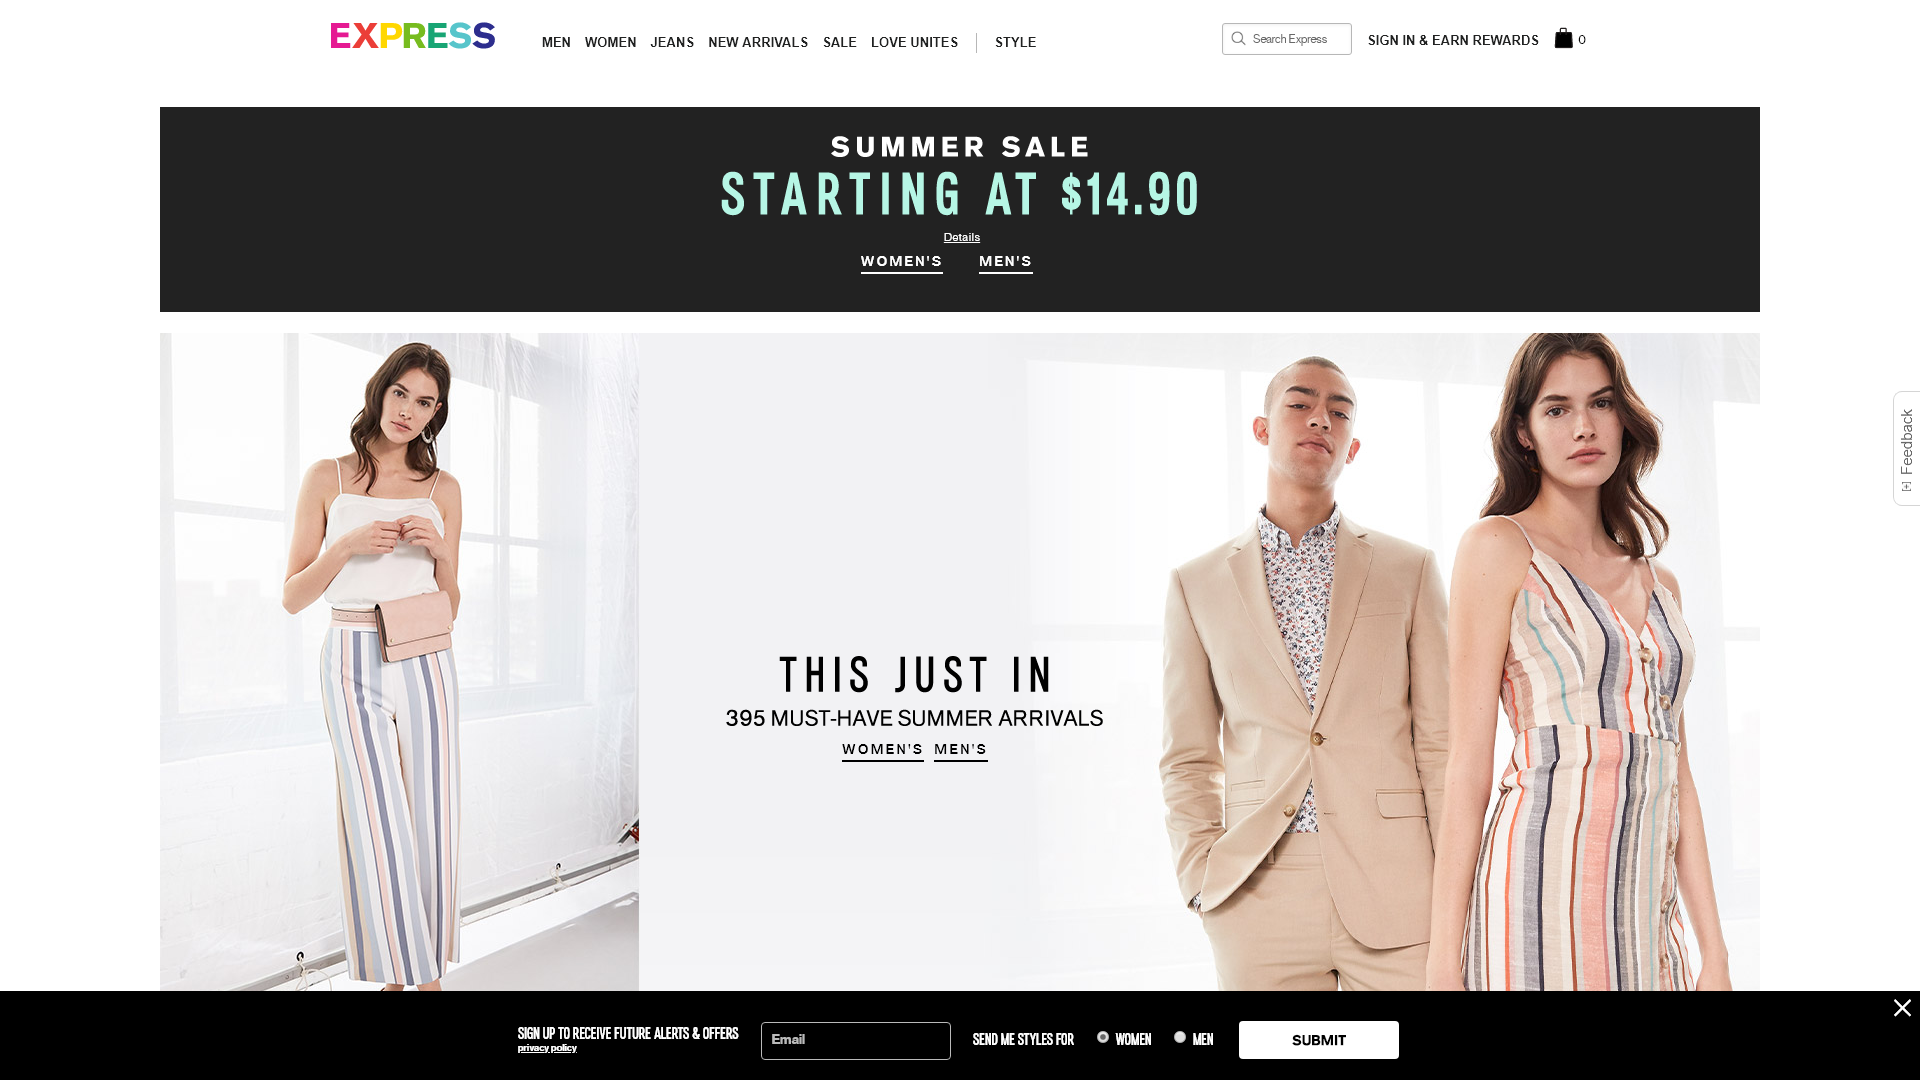 EXPRESS
MEN WOMEN JEANS NEW ARRIVALS SALE LOVE UNITES STYLE
Search Express
SIGN IN & EARN REWARDS
0
SUMMER SALE
STARTING AT $14.90
Details
WOMEN'S MEN'S
Feedback
[+]
THIS JUST IN
395 MUST-HAVE SUMMER ARRIVALS
WOMEN'S MEN'S
SIGN UP TO RECEIVE FUTURE ALERTS & OFFERS
privacy policy
Email
SEND ME STYLES FOR
WOMEN
MEN
SUBMIT